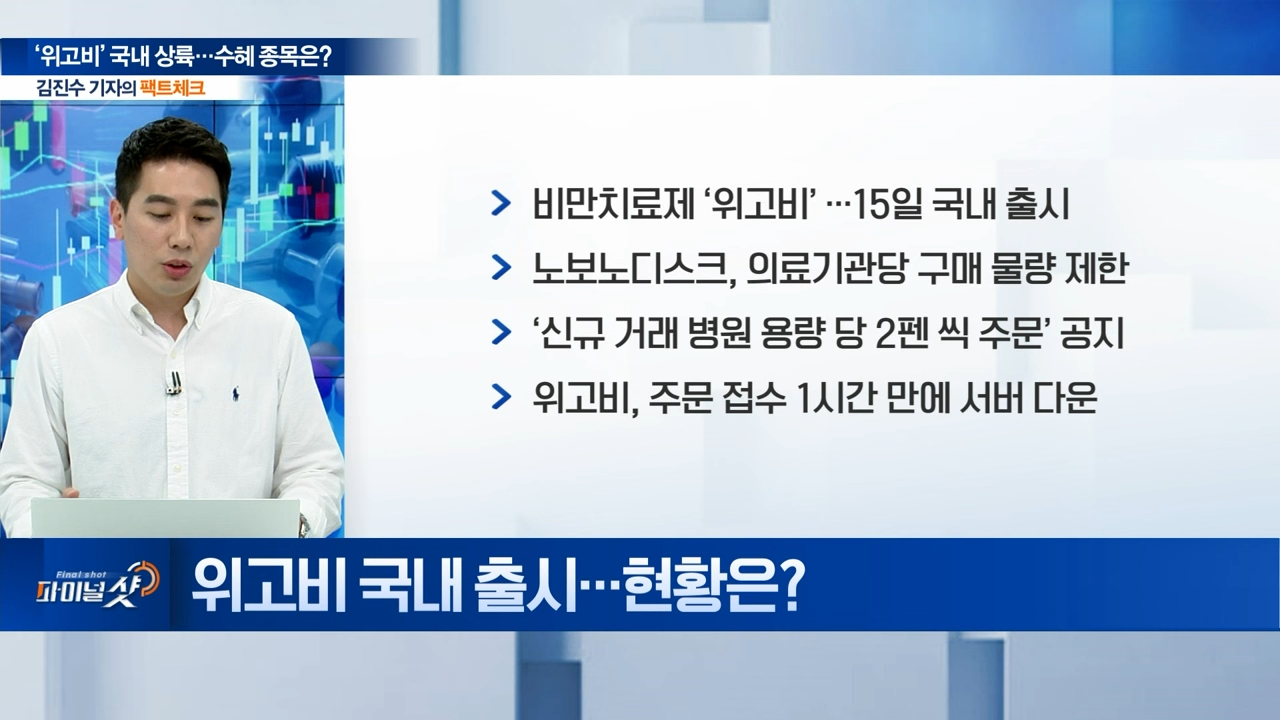 ‘위고비’ 국내 상륙…수혜 종목은?
김진수 기자의 팩트체크
비만치료제 ‘위고비’ …15일 국내 출시
노보노디스크, 의료기관당 구매 물량 제한
‘신규 거래 병원 용량 당 2펜 씩 주문’ 공지
위고비, 주문 접수 1시간 만에 서버 다운
Final shot
파이널샷
위고비 국내 출시…현황은?